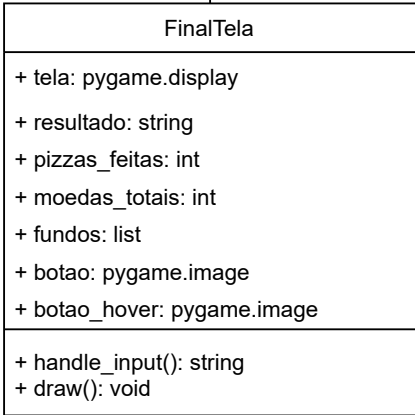 FinalTela
+ tela: pygame.display
+ resultado: string
+ pizzas_feitas: int
+ moedas_totais: int
+ fundos: list
+ botao: pygame.image
+ botao_hover: pygame.image
+ handle_input(): string
+ draw(): void